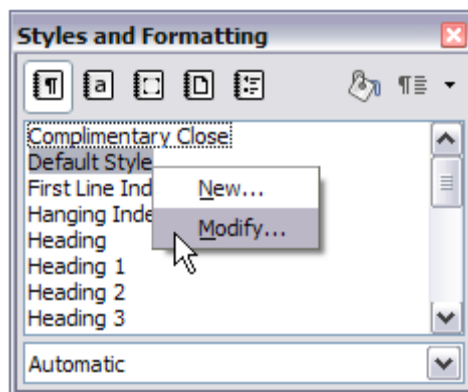 Styles and Formatting
Complimentary Close
Default Style
First Line Ind
Hanging Inde
Heading
Heading 1
Heading 2
Heading 3
New...
Modify...
Automatic